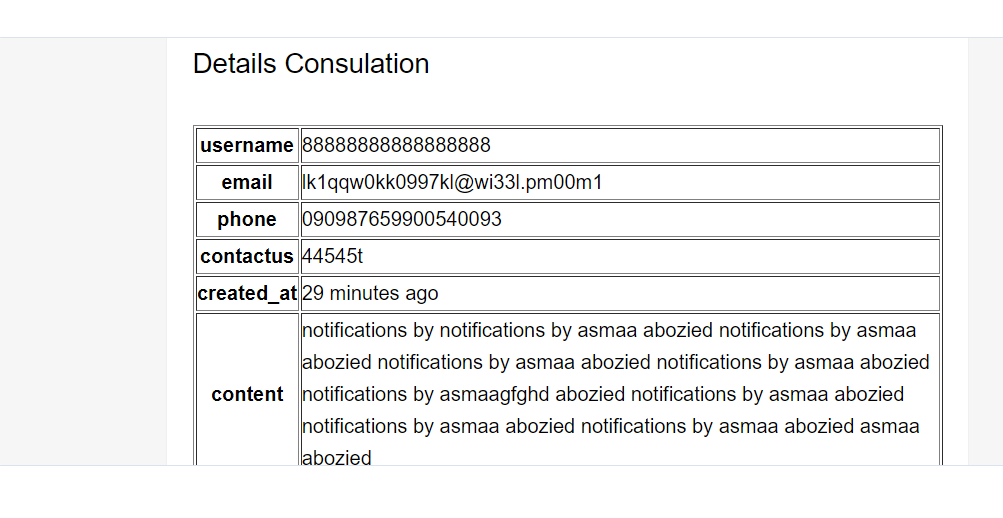 Details Consulation
username 88888888888888888
email lk1qqw0kk0997kl@wi33l.pm00m1
phone 090987659900540093
contactus 44545t
created_at 29 minutes ago
notifications by notifications by asmaa abozied notifications by asmaa
abozied notifications by asmaa abozied notifications by asmaa abozied
content notifications by asmaagfghd abozied notifications by asmaa abozied
notifications by asmaa abozied notifications by asmaa abozied asmaa
abozied